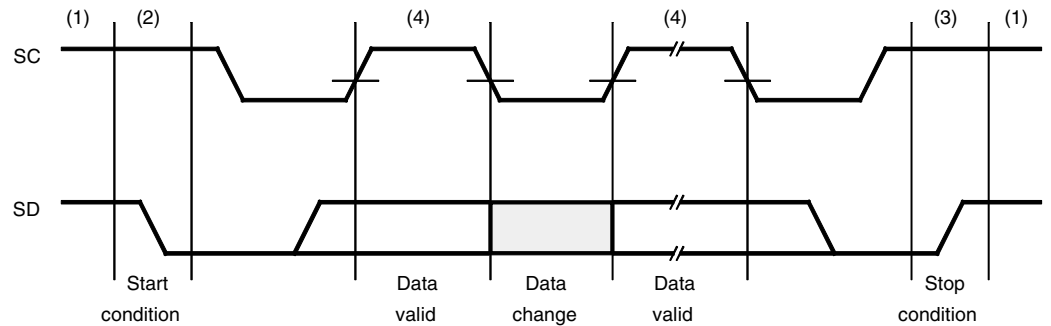 (1) (2) (4) (4) (3) (1)
SC
SD
Start Data Data Data Stop
condition valid change valid condition